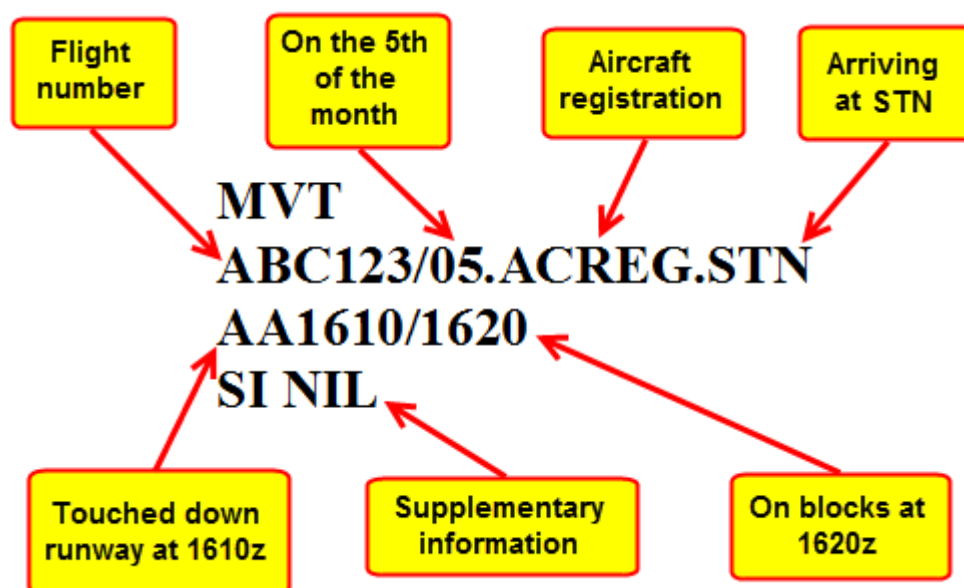 Flight
number
On the 5th
of the
month
Aircraft
registration
Arriving
at STN
MVT
ABC123/05.ACREG.STN
AA1610/1620
SI NIL
Touched down
runway at 1610z
Supplementary
information
On blocks at
1620z